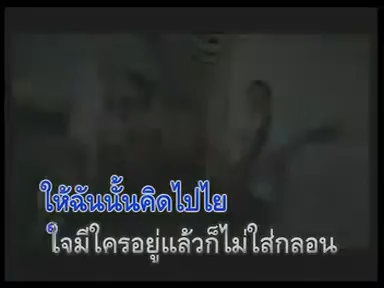 ให้ฉันนั้นคิดไปไย
ใจมีใครอยู่แล้วก็ไม่ใส่กลอน